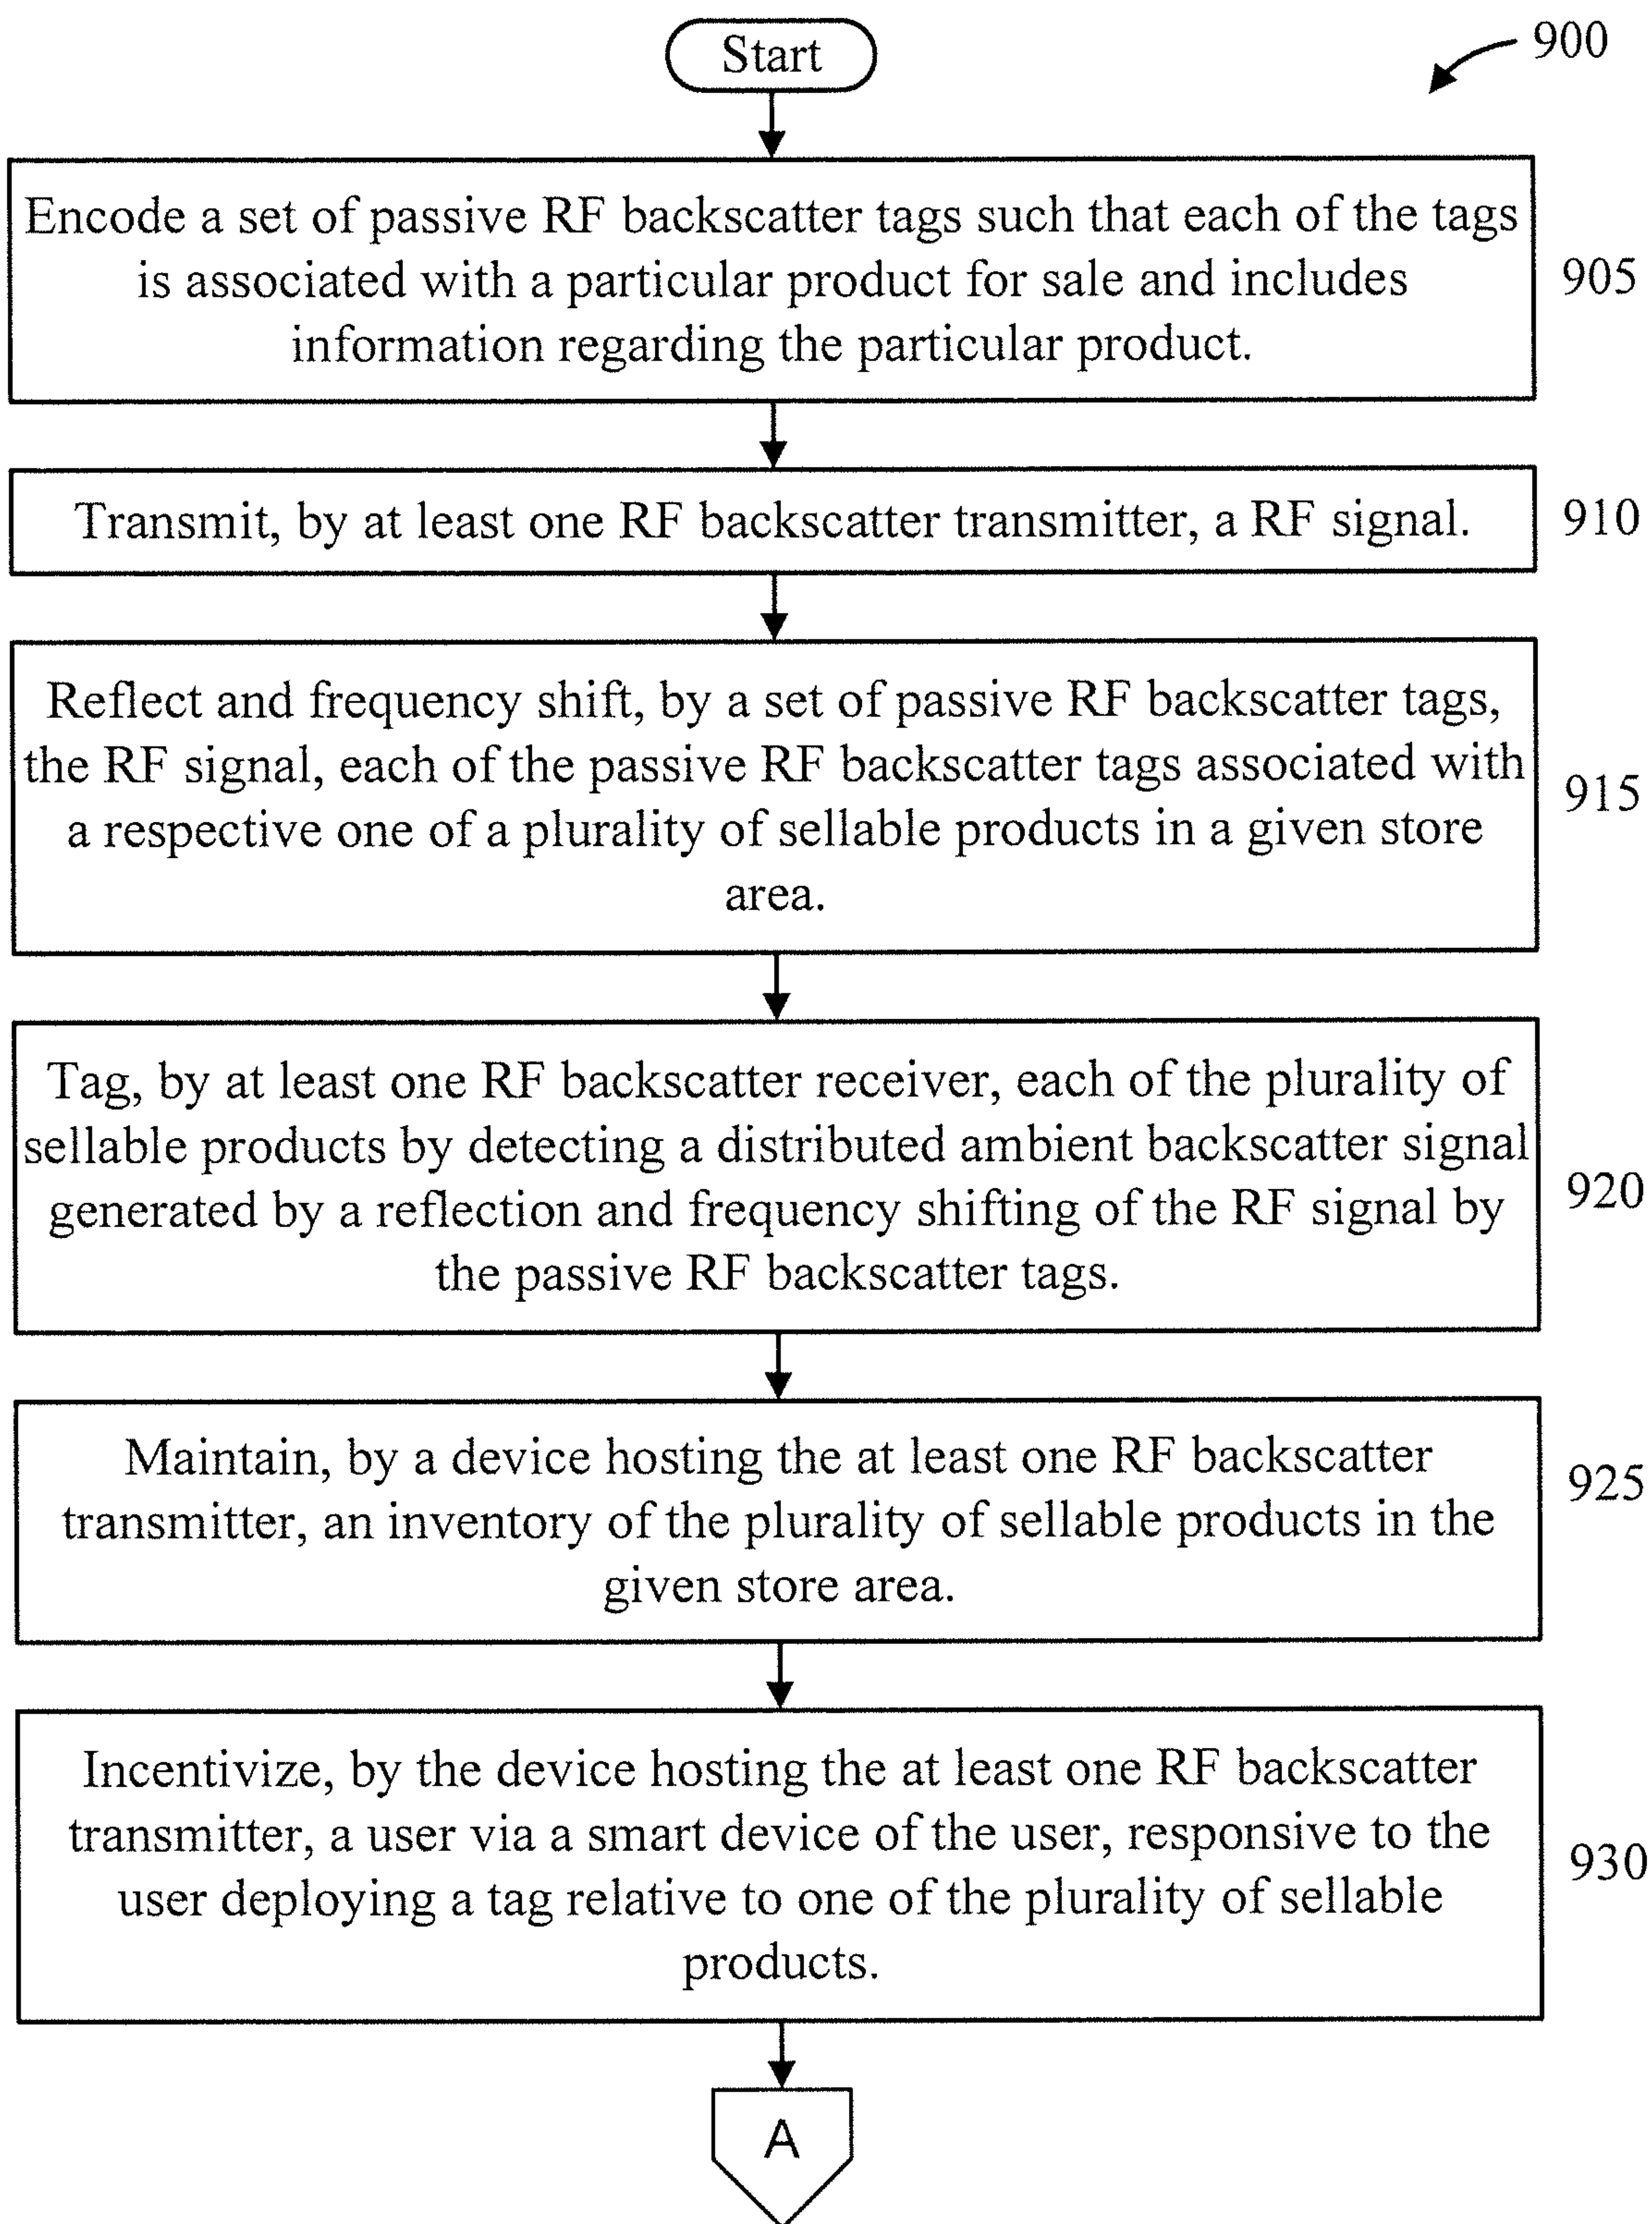 Start
900
Encode a set of passive RF backscatter tags such that each of the tags
is associated with a particular product for sale and includes
information regarding the particular product.
905
Transmit, by at least one RF backscatter transmitter, a RF signal.
910
Reflect and frequency shift, by a set of passive RF backscatter tags,
the RF signal, each of the passive RF backscatter tags associated with
a respective one of a plurality of sellable products in a given store
area.
915
Tag, by at least one RF backscatter receiver, each of the plurality of
sellable products by detecting a distributed ambient backscatter signal
generated by a reflection and frequency shifting of the RF signal by
the passive RF backscatter tags.
920
Maintain, by a device hosting the at least one RF backscatter
transmitter, an inventory of the plurality of sellable products in the
given store area.
925
Incentivize, by the device hosting the at least one RF backscatter
transmitter, a user via a smart device of the user, responsive to the
user deploying a tag relative to one of the plurality of sellable
products.
930
A